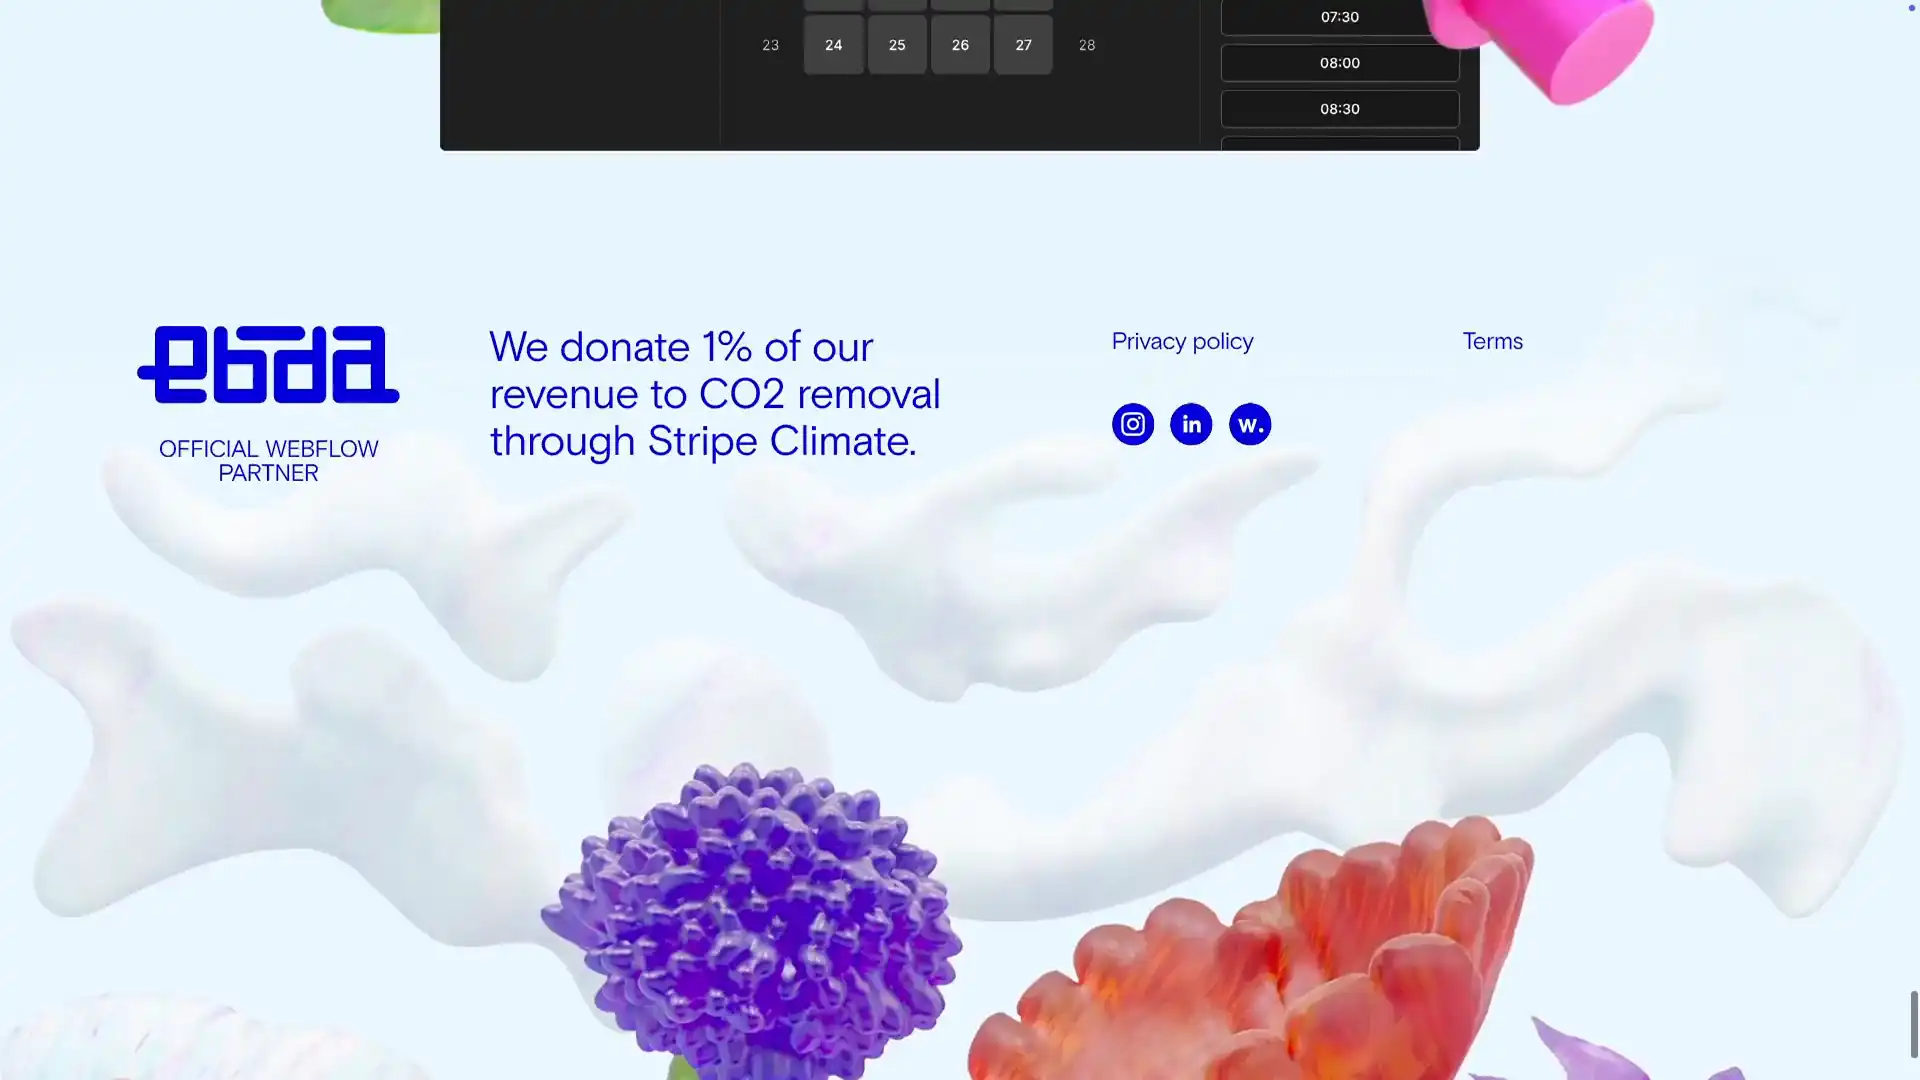 23 24 25 26 27 28
07:30
08:00
08:30
ebda
OFFICIAL WEBFLOW
PARTNER
We donate 1% of our
revenue to CO2 removal
through Stripe Climate.
Privacy policy
Terms
in
w.